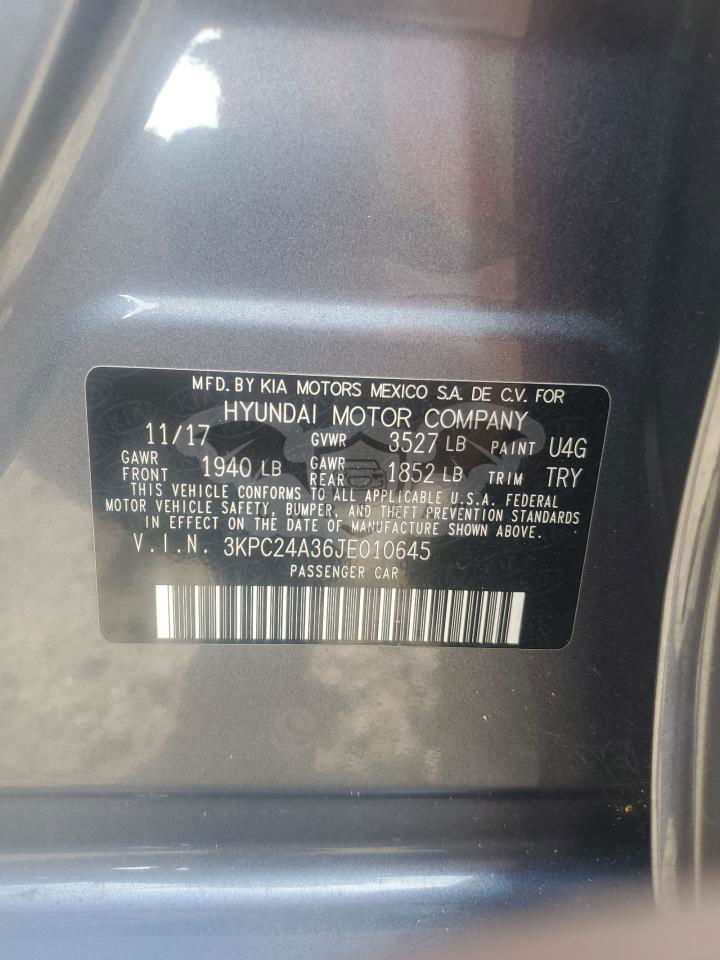 MFD. BY KIA MOTORS MEXICO S.A. DE C.V. FOR
HYUNDAI MOTOR COMPANY
11/17 GVWR 3527 LB PAINT U4G
GAWR FRONT 1940 LB GAWR REAR 1852 LB TRIM TRY
THIS VEHICLE CONFORMS TO ALL APPLICABLE U.S.A. FEDERAL
MOTOR VEHICLE SAFETY, BUMPER, AND THEFT PREVENTION STANDARDS
IN EFFECT ON THE DATE OF MANUFACTURE SHOWN ABOVE.
V.I.N. 3KPC24A36JE010645
PASSENGER CAR